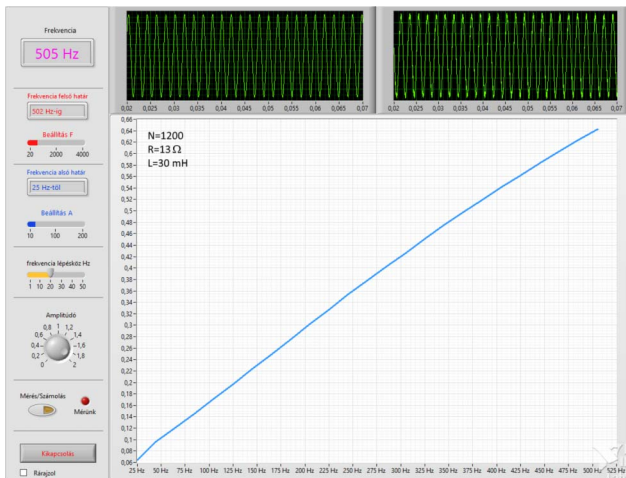 Frekvencia
505 Hz
Frekvencia felső határ
502 Hz-ig
Beállítás F
20 2000 4000
Frekvencia alsó határ
25 Hz-től
Beállítás A
10 100 200
frekvencia lépésköz Hz
1 10 20 30 40 50
Amplitúdó
0,8 1 1,2
0,6 1,4
0,4 1,6
0,2 1,8
0 2
Mérés/Számolás
Mérünk
Kikapcsolás
Rárajzol
0,02 0,025 0,03 0,035 0,04 0,045 0,05 0,055 0,06 0,065 0,07
0,02 0,025 0,03 0,035 0,04 0,045 0,05 0,055 0,06 0,065 0,07
N=1200
R=13 Ω
L=30 mH
0,66
0,64
0,62
0,6
0,58
0,56
0,54
0,52
0,5
0,48
0,46
0,44
0,42
0,4
0,38
0,36
0,34
0,32
0,3
0,28
0,26
0,24
0,22
0,2
0,18
0,16
0,14
0,12
0,1
0,08
0,06
25 Hz 50 Hz 75 Hz 100 Hz 125 Hz 150 Hz 175 Hz 200 Hz 225 Hz 250 Hz 275 Hz 300 Hz 325 Hz 350 Hz 375 Hz 400 Hz 425 Hz 450 Hz 475 Hz 500 Hz 525 Hz